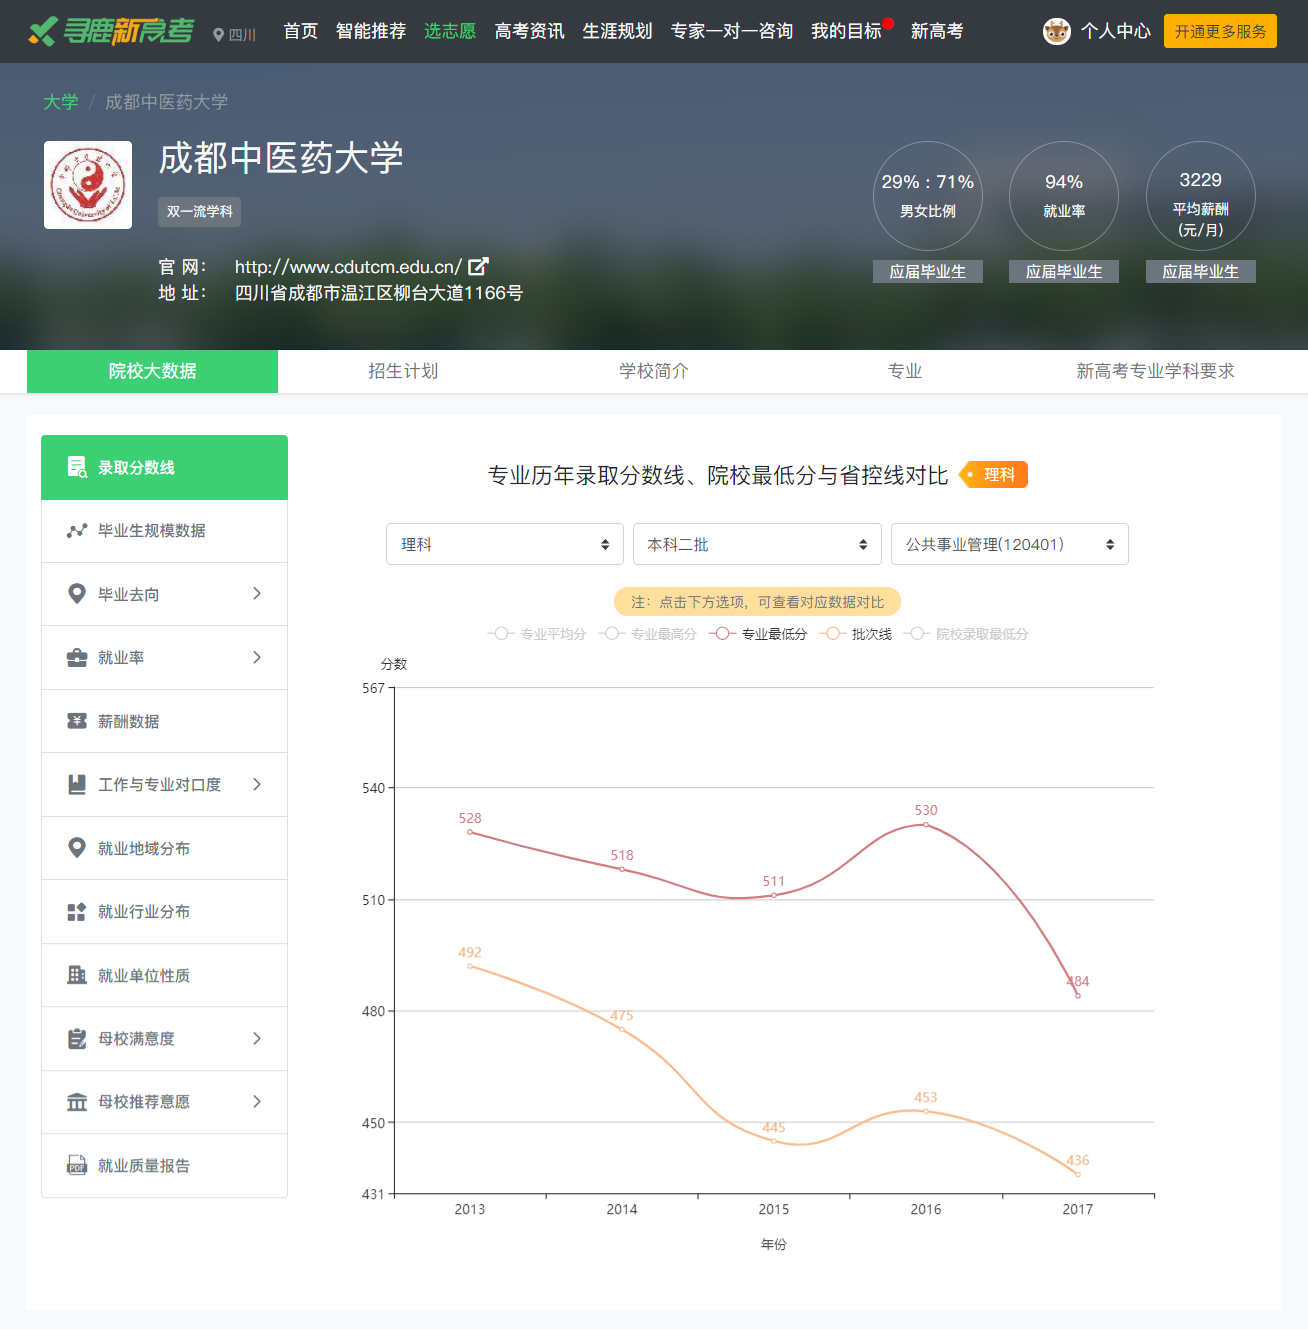 寻鹿新高考
四川
首页
智能推荐
选志愿
高考资讯
生涯规划
专家一对一咨询
我的目标
新高考
个人中心
开通更多服务
大学 / 成都中医药大学
成都中医药大学
双一流学科
官 网： http://www.cdutcm.edu.cn/
地 址： 四川省成都市温江区柳台大道1166号
29% : 71%
男女比例
应届毕业生
94%
就业率
应届毕业生
3229
平均薪酬
(元/月)
应届毕业生
院校大数据
招生计划
学校简介
专业
新高考专业学科要求
录取分数线
毕业生规模数据
毕业去向
就业率
薪酬数据
工作与专业对口度
就业地域分布
就业行业分布
就业单位性质
母校满意度
母校推荐意愿
就业质量报告
专业历年录取分数线、院校最低分与省控线对比
理科
理科
本科二批
公共事业管理(120401)
注：点击下方选项，可查看对应数据对比
专业平均分
专业最高分
专业最低分
批次线
院校录取最低分
分数
567
540
510
480
450
431
528
518
511
530
484
492
475
445
453
436
2013
2014
2015
2016
2017
年份